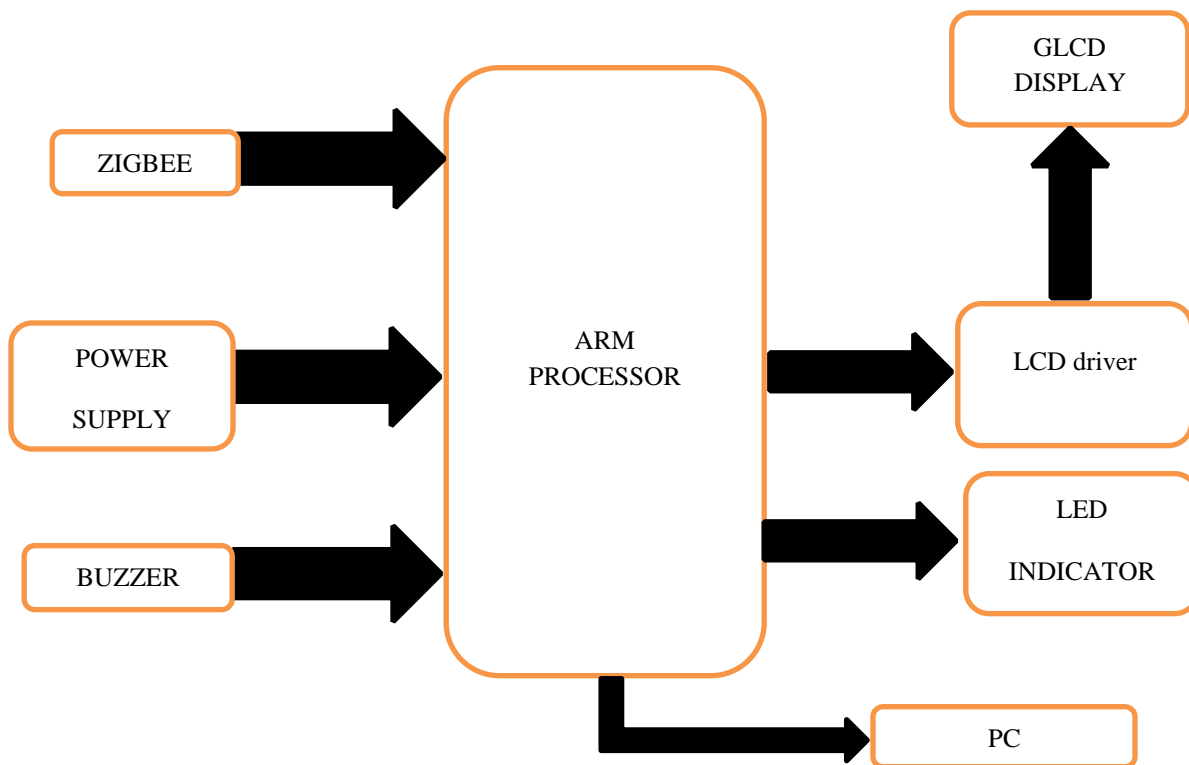 GLCD
DISPLAY
ZIGBEE
ARM
PROCESSOR
POWER
SUPPLY
LCD driver
LED
INDICATOR
BUZZER
PC